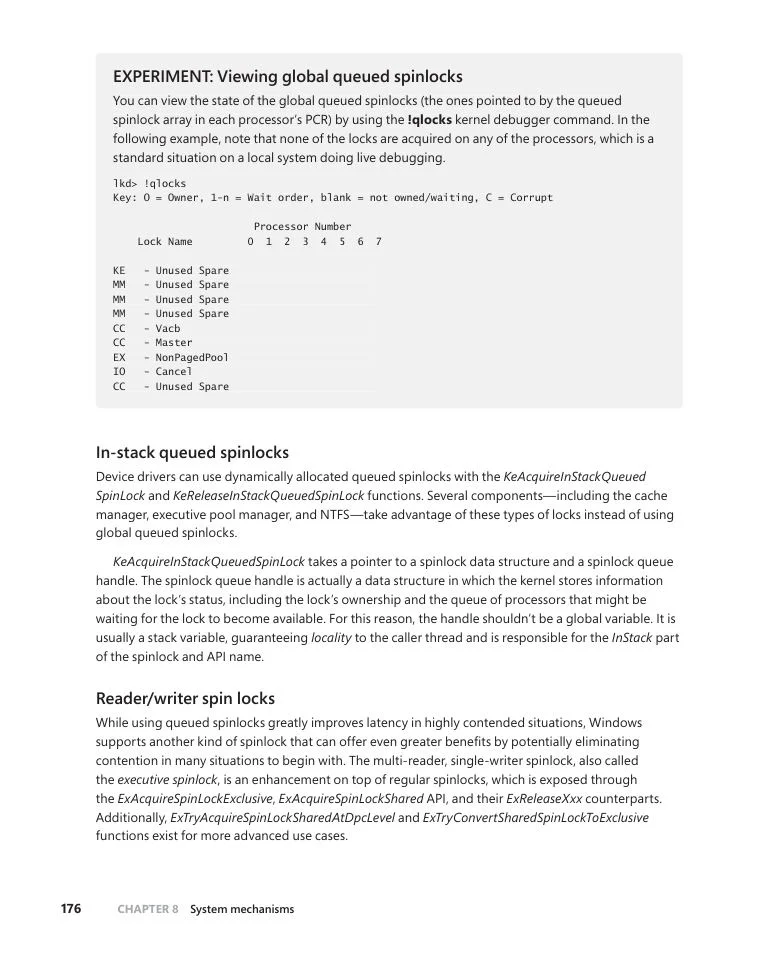 EXPERIMENT: Viewing global queued spinlocks
You can view the state of the global queued spinlocks (the ones pointed to by the queued
spinlock array in each processor's PCR) by using the !qlocks kernel debugger command. In the
following example, note that none of the locks are acquired on any of the processors, which is a
standard situation on a local system doing live debugging.
lkd> !qlocks
Key: O = Owner, 1-n = Wait order, blank = not owned/waiting, C = Corrupt
Processor Number
Lock Name 0 1 2 3 4 5 6 7
KE - Unused Spare
MM - Unused Spare
MM - Unused Spare
MM - Unused Spare
CC - Vacb
CC - Master
EX - NonPagedPool
IO - Cancel
CC - Unused Spare
In-stack queued spinlocks
Device drivers can use dynamically allocated queued spinlocks with the KeAcquireInStackQueued
SpinLock and KeReleaseInStackQueuedSpinLock functions. Several components—including the cache
manager, executive pool manager, and NTFS—take advantage of these types of locks instead of using
global queued spinlocks.
KeAcquireInStackQueuedSpinLock takes a pointer to a spinlock data structure and a spinlock queue
handle. The spinlock queue handle is actually a data structure in which the kernel stores information
about the lock's status, including the lock's ownership and the queue of processors that might be
waiting for the lock to become available. For this reason, the handle shouldn't be a global variable. It is
usually a stack variable, guaranteeing locality to the caller thread and is responsible for the InStack part
of the spinlock and API name.
Reader/writer spin locks
While using queued spinlocks greatly improves latency in highly contended situations, Windows
supports another kind of spinlock that can offer even greater benefits by potentially eliminating
contention in many situations to begin with. The multi-reader, single-writer spinlock, also called
the executive spinlock, is an enhancement on top of regular spinlocks, which is exposed through
the ExAcquireSpinLockExclusive, ExAcquireSpinLockShared API, and their ExReleaseXxx counterparts.
Additionally, ExTryAcquireSpinLockSharedAtDpcLevel and ExTryConvertSharedSpinLockToExclusive
functions exist for more advanced use cases.
176 CHAPTER 8 System mechanisms